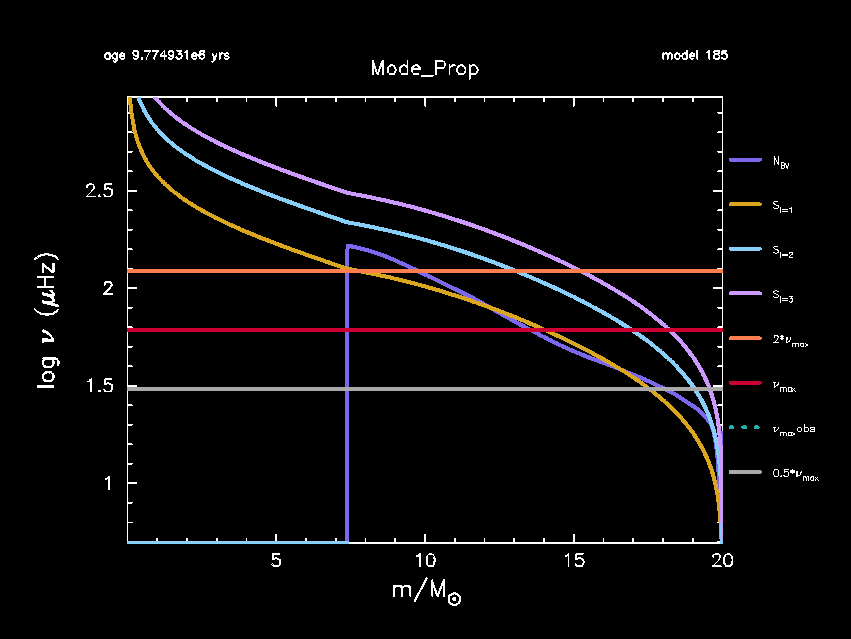 age 9.774931e6 yrs
model 185
Mode_Prop
log ν (μHz)
2.5
2
1.5
1
5
10
15
20
m/M☉
N_BV
S_l=1
S_l=2
S_l=3
2*ν_max
ν_max
ν_max obs
0.5*ν_max